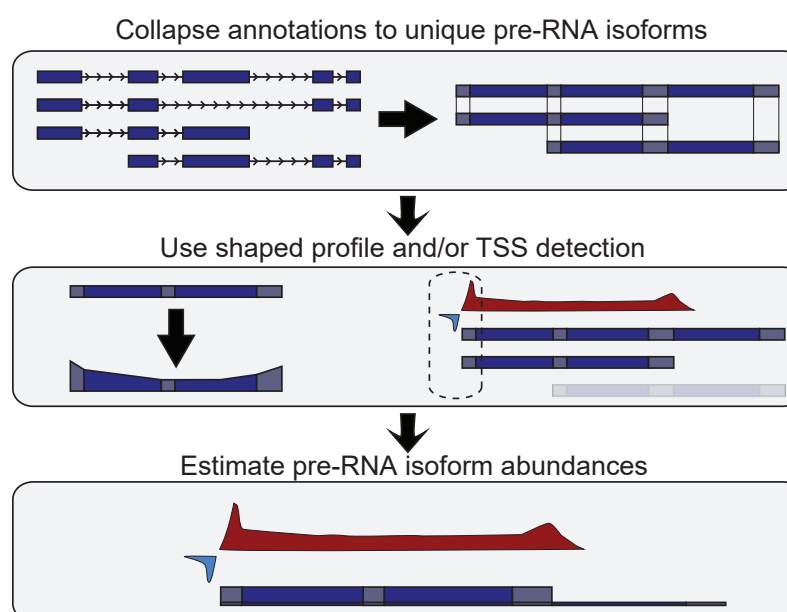 Collapse annotations to unique pre-RNA isoforms
Use shaped profile and/or TSS detection
Estimate pre-RNA isoform abundances